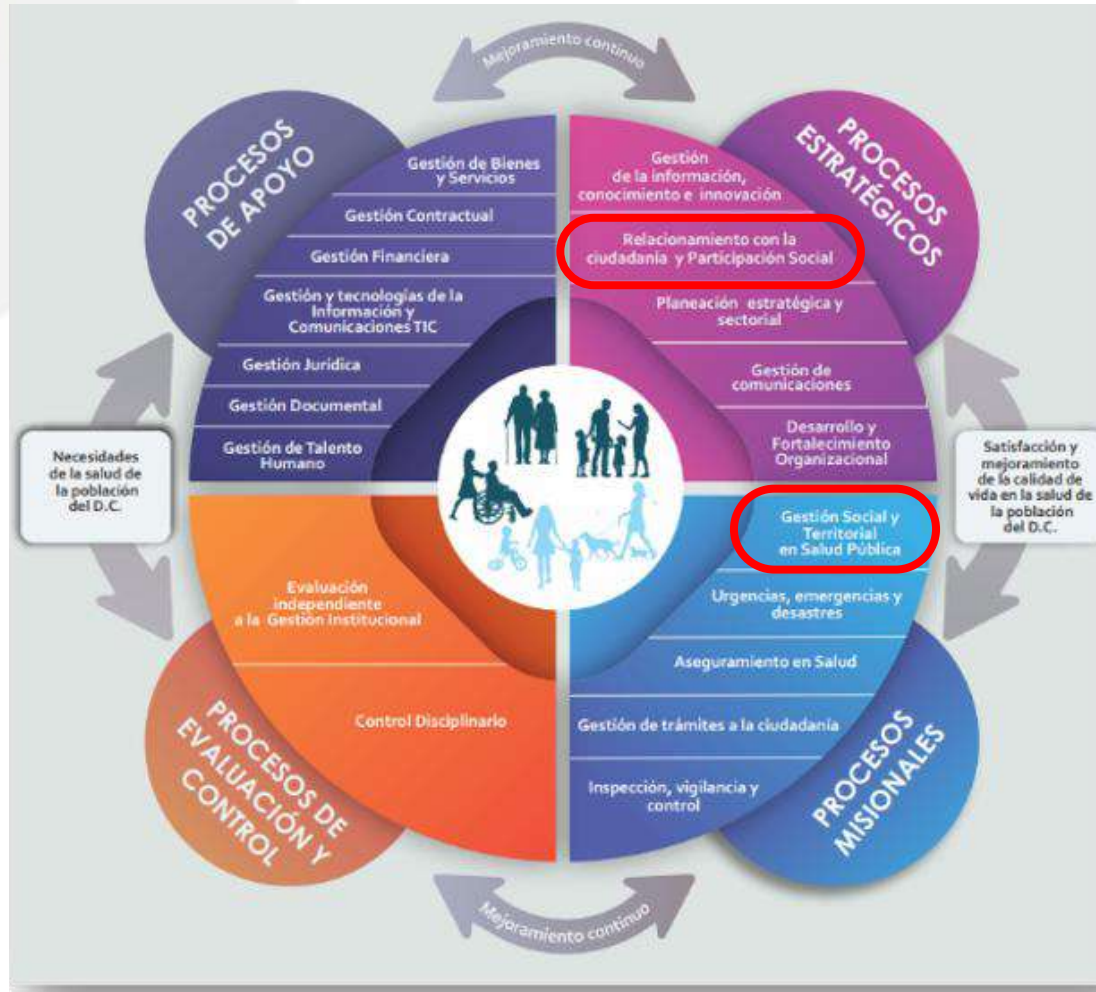 Mejoramiento continuo
PROCESOS
DE APOYO
Gestión de Bienes
y Servicios
Gestión Contractual
Gestión Financiera
Gestión y tecnologías de la
Información y
Comunicaciones TIC
Gestión Jurídica
Gestión Documental
Gestión de Talento
Humano
PROCESOS
ESTRATÉGICOS
Gestión
de la información,
conocimiento e innovación
Relacionamiento con la
ciudadanía y Participación Social
Planeación estratégica y
sectorial
Gestión de
comunicaciones
Desarrollo y
Fortalecimiento
Organizacional
Necesidades
de la salud de
la población
del D.C.
Satisfacción y
mejoramiento
de la calidad de
vida en la salud de
la población
del D.C.
Evaluación
independiente
a la Gestión Institucional
Control Disciplinario
PROCESOS DE
EVALUACIÓN Y
CONTROL
Gestión Social y
Territorial
en Salud Pública
Urgencias, emergencias y
desastres
Aseguramiento en Salud
Gestión de trámites a la ciudadanía
Inspección, vigilancia y
control
PROCESOS
MISIONALES
Mejoramiento continuo